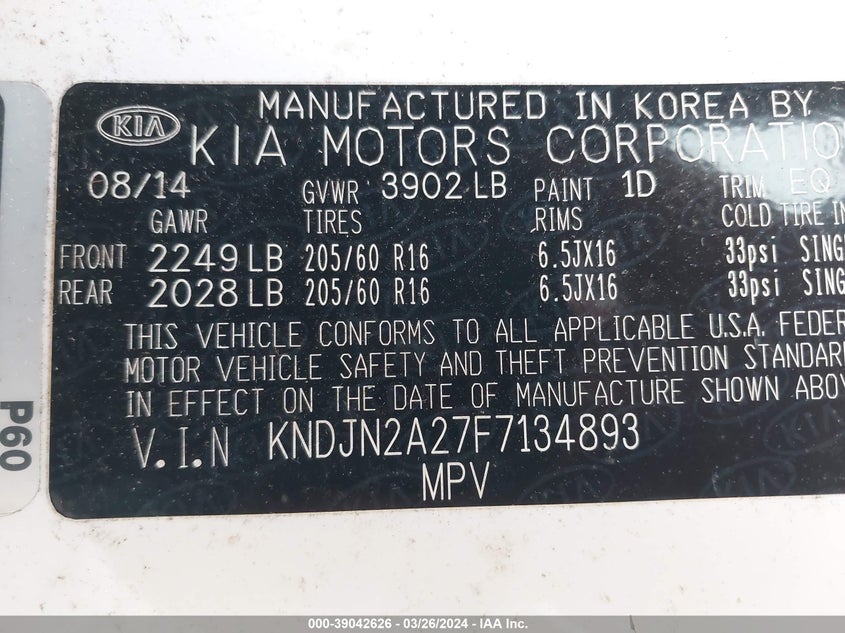 MANUFACTURED IN KOREA BY
KIA KIA MOTORS CORPORATION
08/14 GVWR 3902 LB PAINT 1D TRIM EQ
GAWR TIRES RIMS COLD TIRE IN
FRONT 2249 LB 205/60 R16 6.5JX16 33psi SING
REAR 2028 LB 205/60 R16 6.5JX16 33psi SING
THIS VEHICLE CONFORMS TO ALL APPLICABLE U.S.A. FEDER
MOTOR VEHICLE SAFETY AND THEFT PREVENTION STANDAR
IN EFFECT ON THE DATE OF MANUFACTURE SHOWN ABOV
V.I.N KNDJN2A27F7134893
MPV
P60
000-39042626 - 03/26/2024 - IAA Inc.